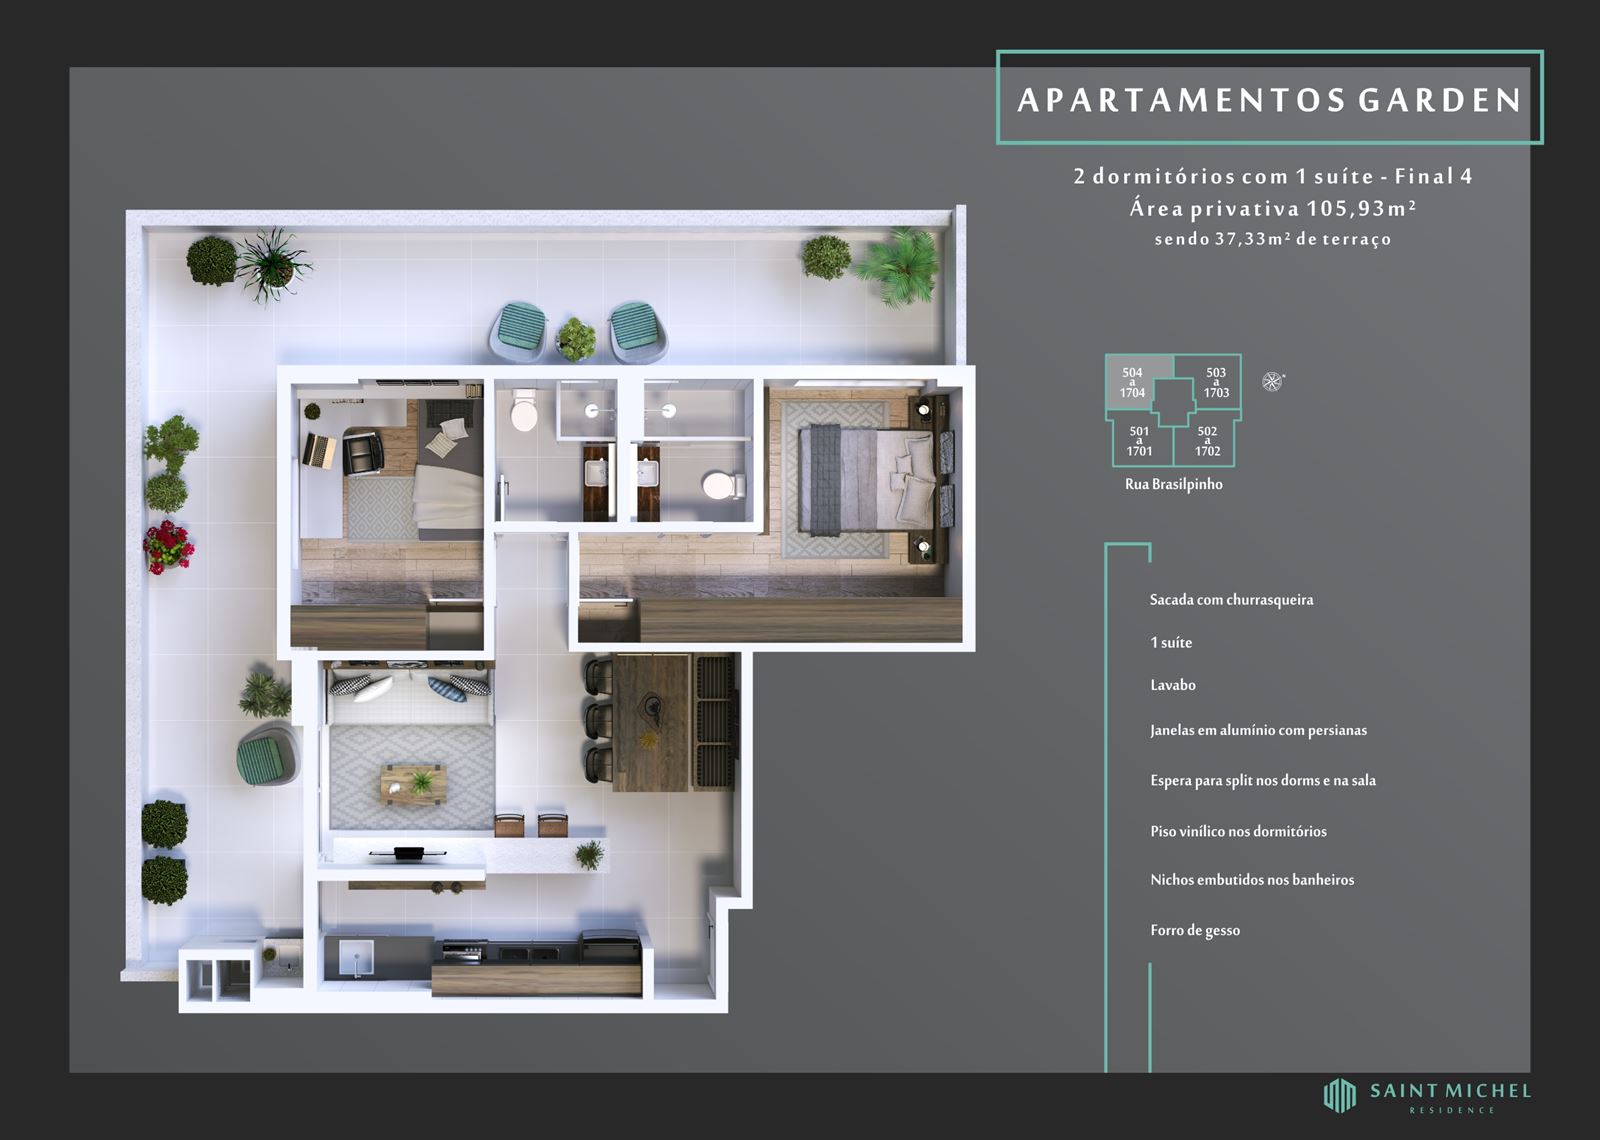 APARTAMENTOS GARDEN
2 dormitórios com 1 suíte - Final 4
Área privativa 105,93m²
sendo 37,33m² de terraço
504
a
1704
503
a
1703
501
a
1701
502
a
1702
Rua Brasilpinho
Sacada com churrasqueira
1 suíte
Lavabo
Janelas em alumínio com persianas
Espera para split nos dorms e na sala
Piso vinílico nos dormitórios
Nichos embutidos nos banheiros
Forro de gesso
SAINT MICHEL
RESIDENCE